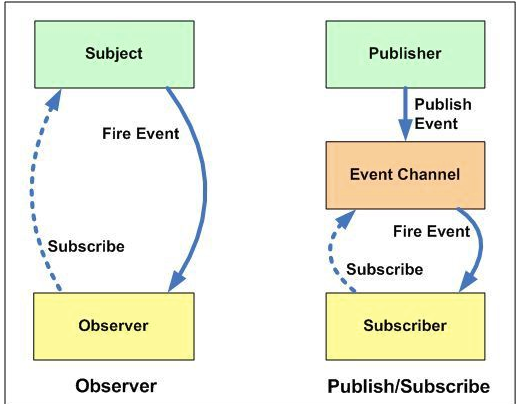 Subject
Fire Event
Subscribe
Observer
Observer
Publisher
Publish
Event
Event Channel
Fire Event
Subscribe
Subscriber
Publish/Subscribe